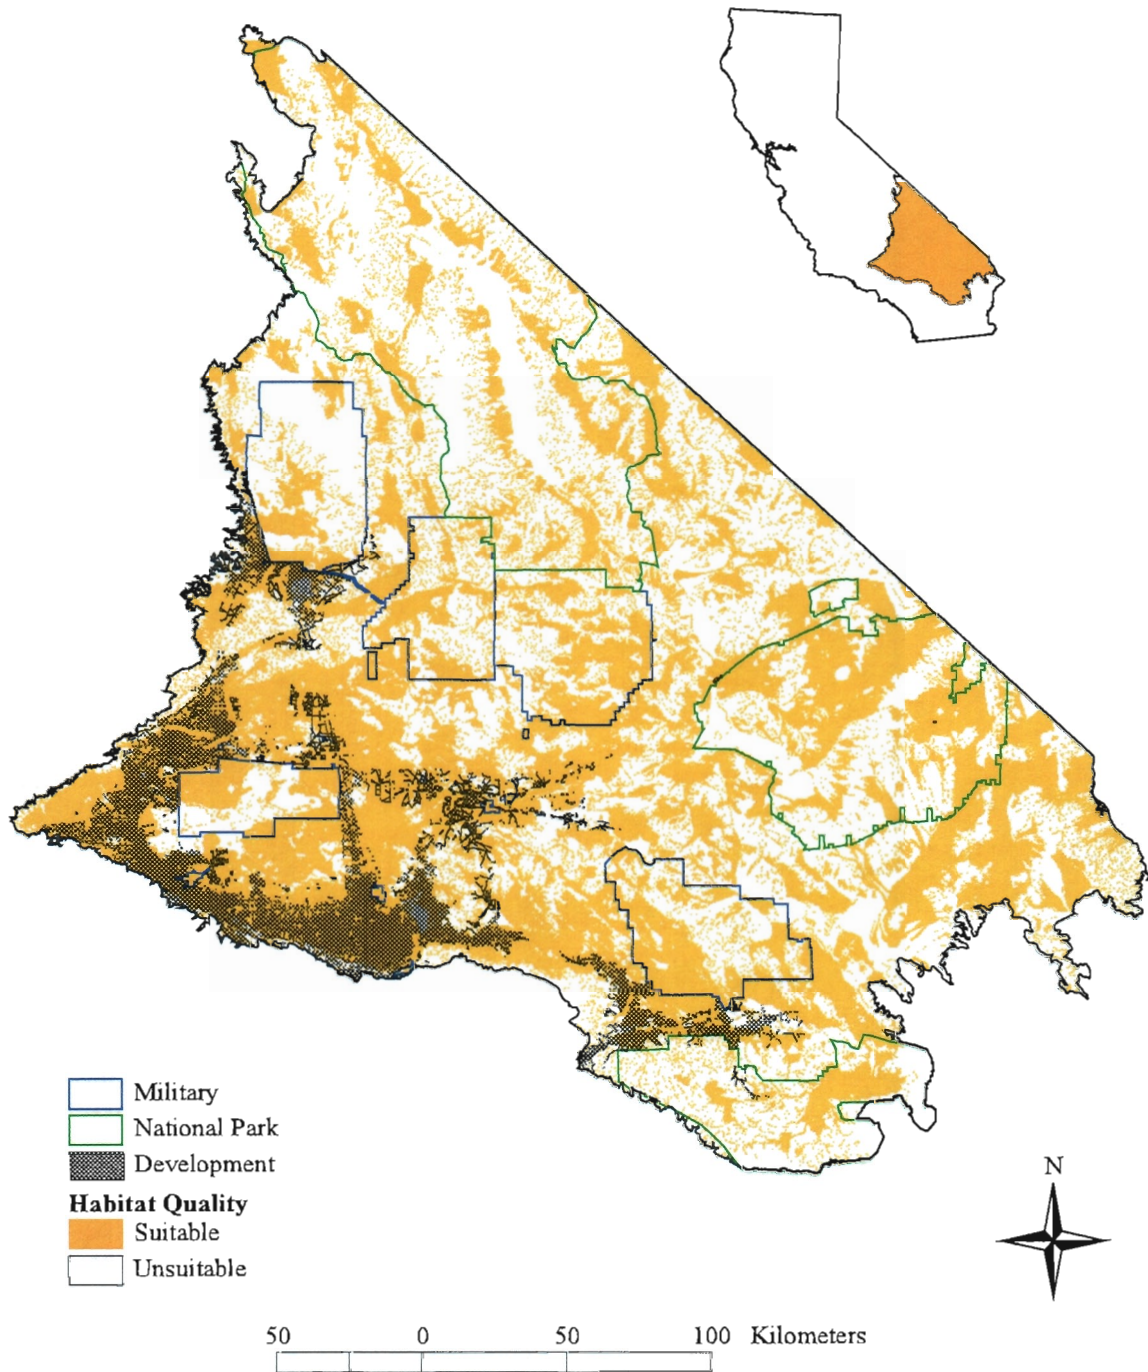 Military
National Park
Development
Habitat Quality
Suitable
Unsuitable
N
50 0 50 100 Kilometers